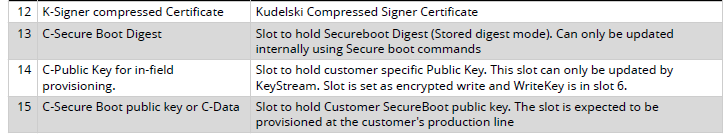 12 K-Signer compressed Certificate Kudelski Compressed Signer Certificate
13 C-Secure Boot Digest Slot to hold Secureboot Digest (Stored digest mode). Can only be updated
internally using Secure boot commands
14 C-Public Key for in-field Slot to hold customer specific Public Key. This slot can only be updated by
provisioning. KeyStream. Slot is set as encrypted write and WriteKey is in slot 6.
15 C-Secure Boot public key or C-Data Slot to hold Customer SecureBoot public key. The slot is expected to be
provisioned at the customer's production line